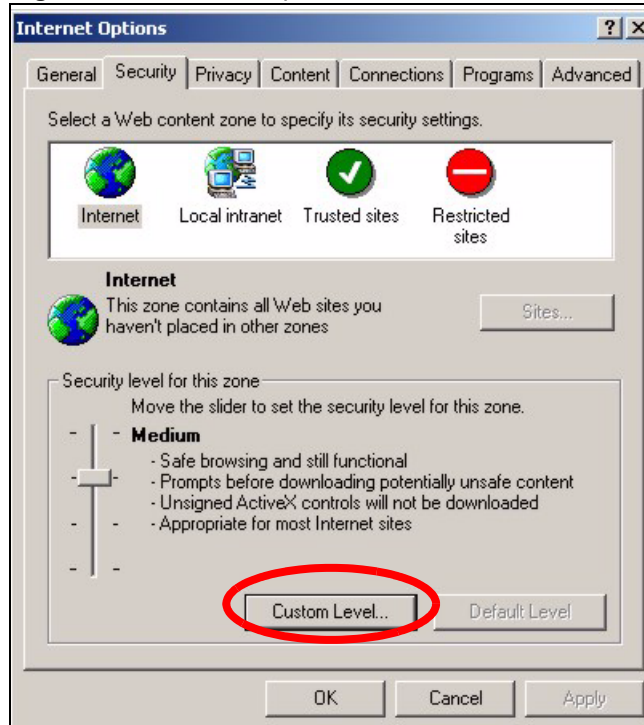 Internet Options
General Security Privacy Content Connections Programs Advanced
Select a Web content zone to specify its security settings.
Internet Local intranet Trusted sites Restricted
sites
Internet
This zone contains all Web sites you
haven't placed in other zones
Sites...
Security level for this zone
Move the slider to set the security level for this zone.
Medium
- Safe browsing and still functional
- Prompts before downloading potentially unsafe content
- Unsigned ActiveX controls will not be downloaded
- Appropriate for most Internet sites
Custom Level... Default Level
OK Cancel Apply